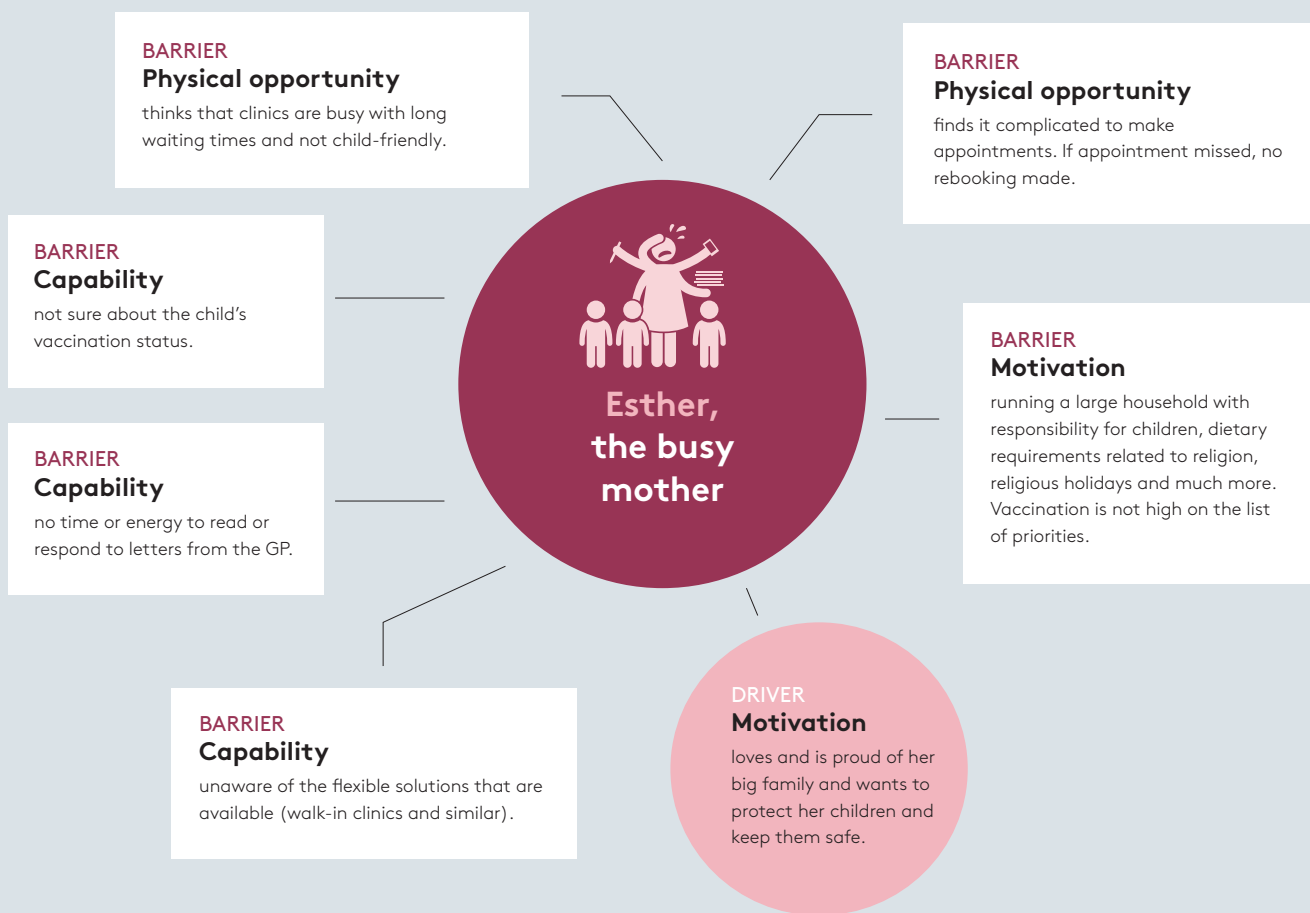 BARRIER
Physical opportunity
thinks that clinics are busy with long
waiting times and not child-friendly.
BARRIER
Physical opportunity
finds it complicated to make
appointments. If appointment missed, no
rebooking made.
BARRIER
Capability
not sure about the child’s
vaccination status.
BARRIER
Motivation
running a large household with
responsibility for children, dietary
requirements related to religion,
religious holidays and much more.
Vaccination is not high on the list
of priorities.
Esther,
the busy
mother
BARRIER
Capability
no time or energy to read or
respond to letters from the GP.
BARRIER
Capability
unaware of the flexible solutions that are
available (walk-in clinics and similar).
DRIVER
Motivation
loves and is proud of her
big family and wants to
protect her children and
keep them safe.